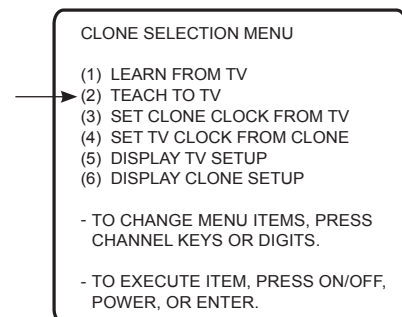 CLONE SELECTION MENU
(1) LEARN FROM TV
(2) TEACH TO TV
(3) SET CLONE CLOCK FROM TV
(4) SET TV CLOCK FROM CLONE
(5) DISPLAY TV SETUP
(6) DISPLAY CLONE SETUP
- TO CHANGE MENU ITEMS, PRESS
CHANNEL KEYS OR DIGITS.
- TO EXECUTE ITEM, PRESS ON/OFF,
POWER, OR ENTER.